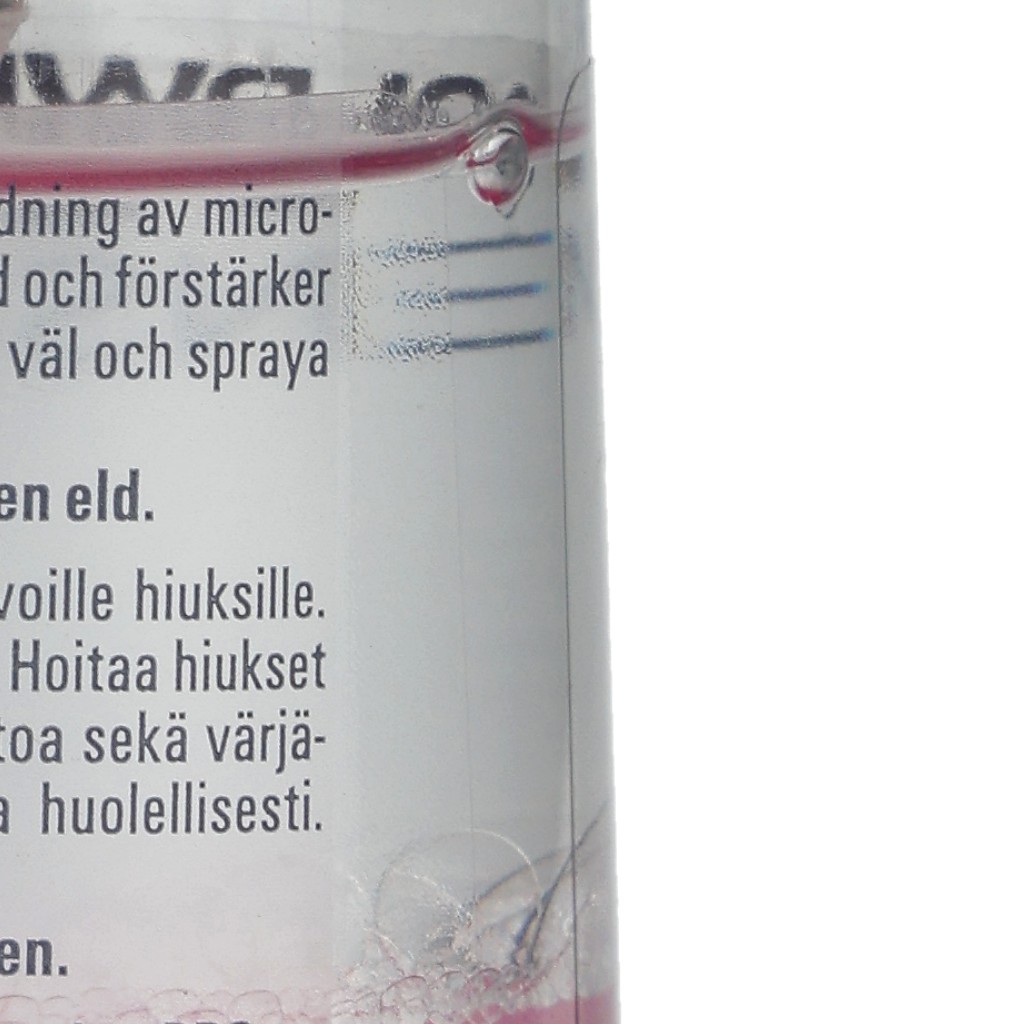 dning av micro-
d och förstärker
väl och spraya
en eld.
voille hiuksille.
Hoitaa hiukset
toa sekä värjä-
a huolellisesti.
en.